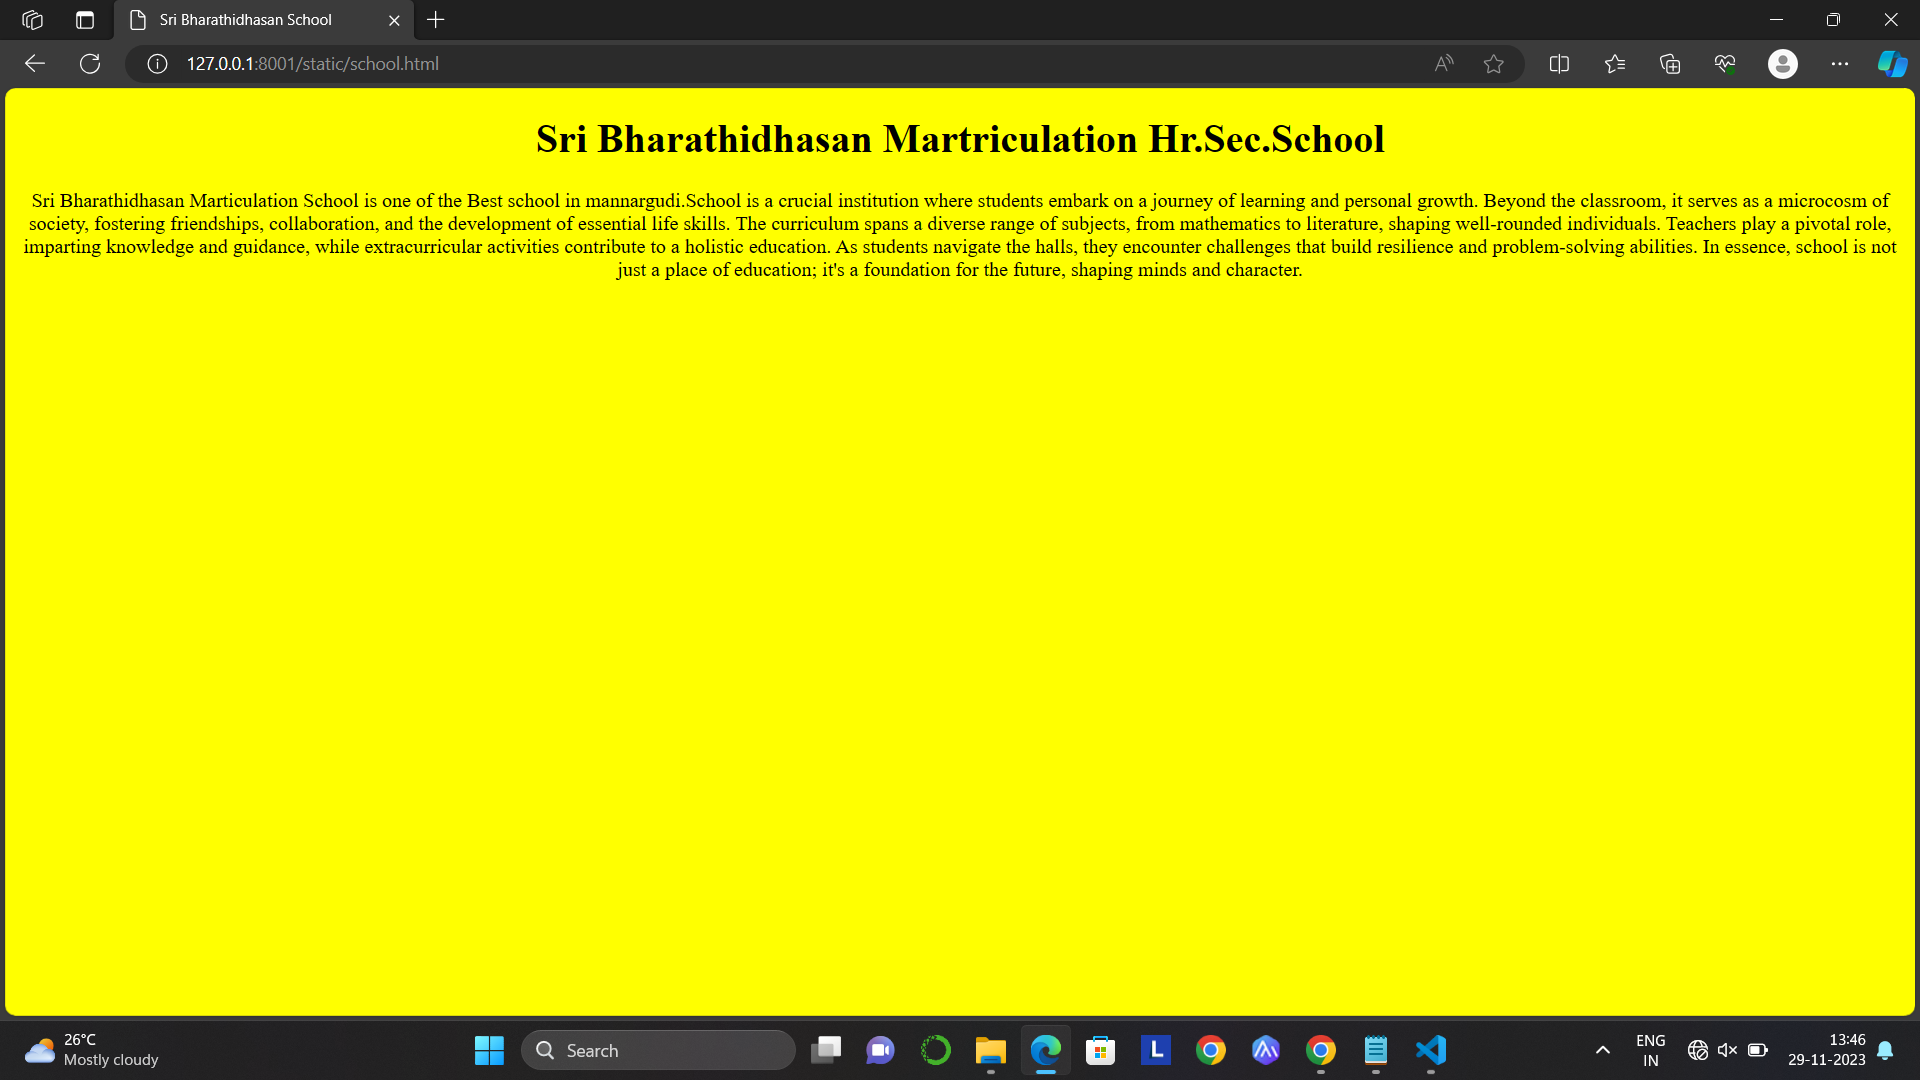 Sri Bharathidhasan School
127.0.0.1:8001/static/school.html
Sri Bharathidhasan Martriculation Hr.Sec.School
Sri Bharathidhasan Marticulation School is one of the Best school in mannargudi.School is a crucial institution where students embark on a journey of learning and personal growth. Beyond the classroom, it serves as a microcosm of
society, fostering friendships, collaboration, and the development of essential life skills. The curriculum spans a diverse range of subjects, from mathematics to literature, shaping well-rounded individuals. Teachers play a pivotal role,
imparting knowledge and guidance, while extracurricular activities contribute to a holistic education. As students navigate the halls, they encounter challenges that build resilience and problem-solving abilities. In essence, school is not
just a place of education; it's a foundation for the future, shaping minds and character.
26°C
Mostly cloudy
Search
L
ENG
IN
13:46
29-11-2023